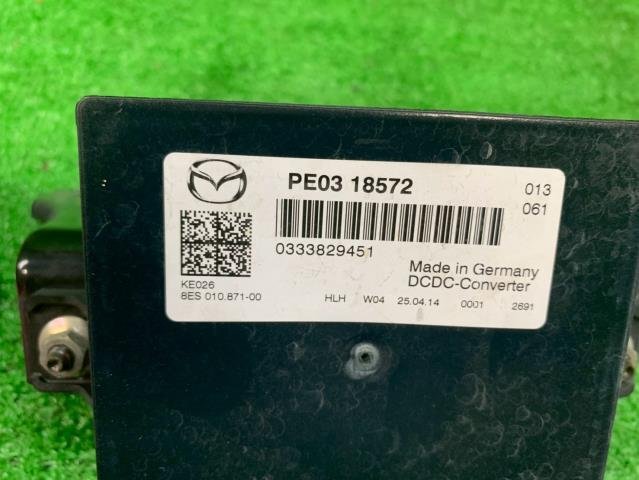 PE03 18572
013
061
0333829451
Made in Germany
DCDC-Converter
KE026
8ES 010.871-00
HLH W04 25.04.14 0001 2691